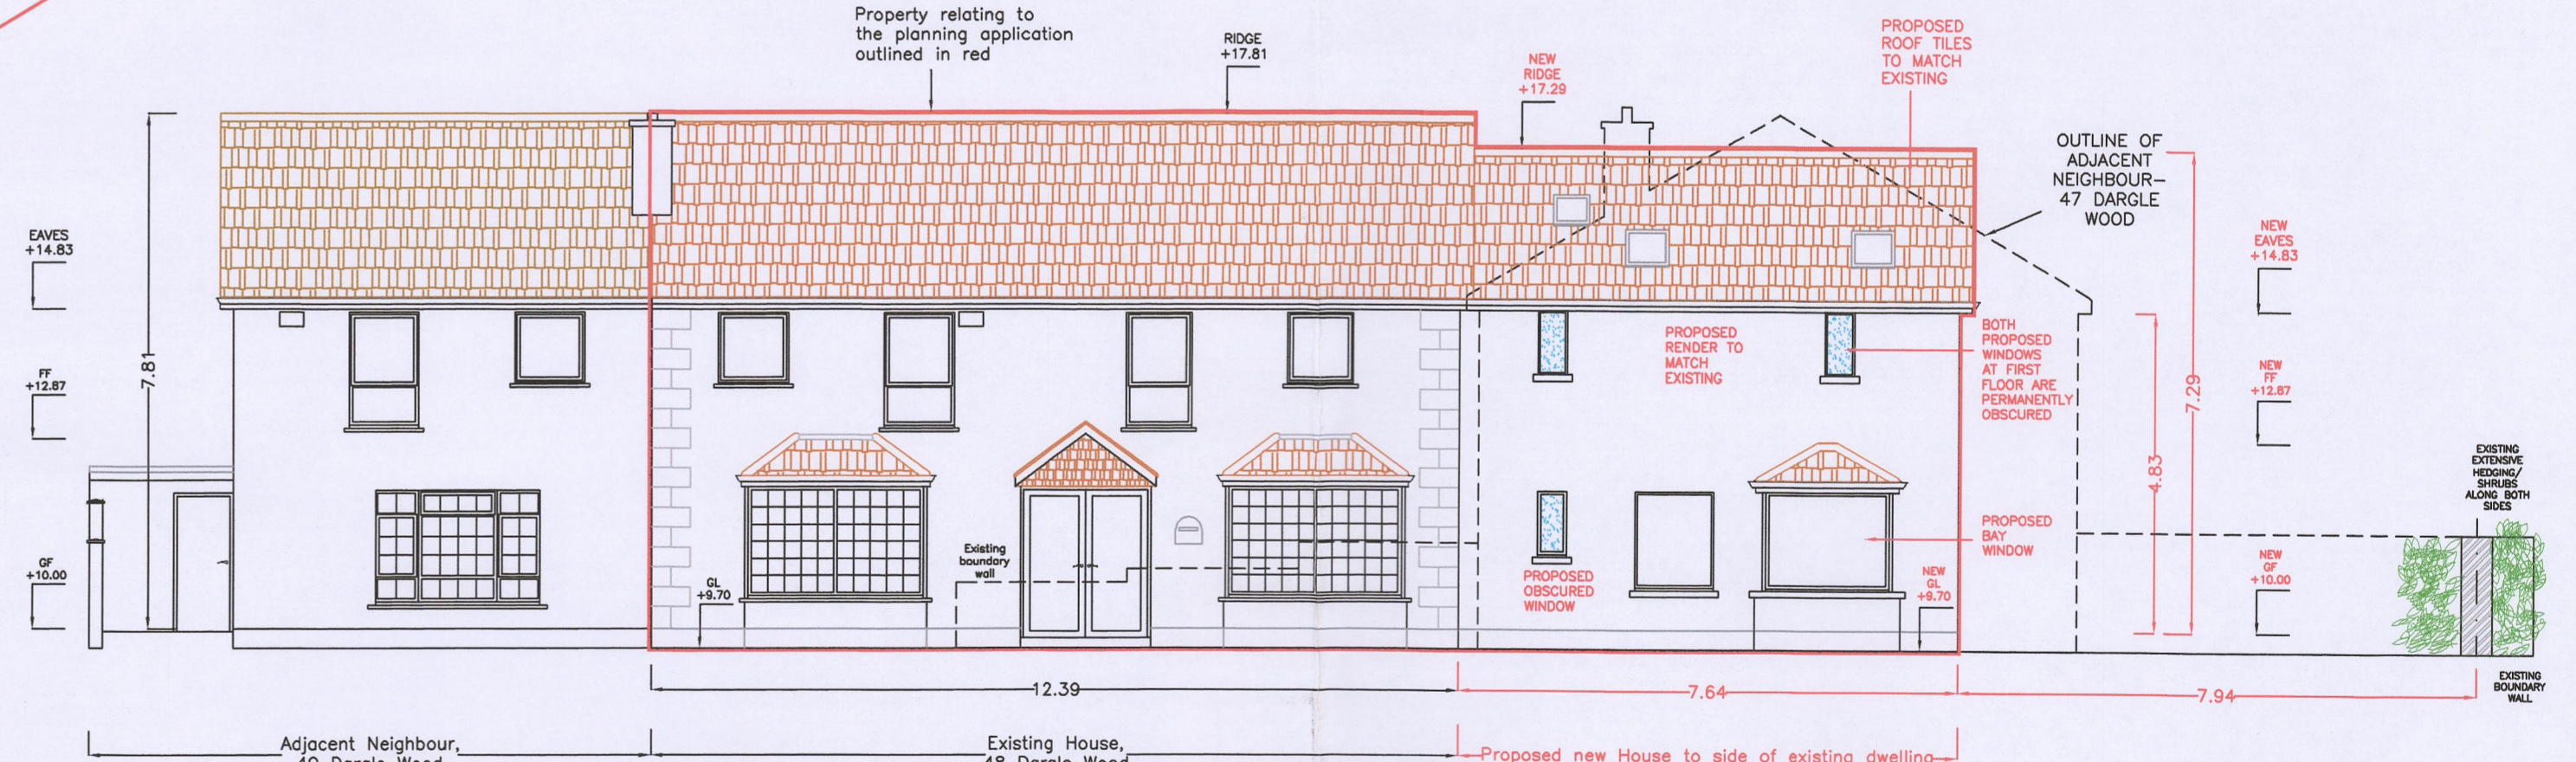 Property relating to
the planning application
outlined in red
RIDGE
+17.81
NEW
RIDGE
+17.29
PROPOSED
ROOF TILES
TO MATCH
EXISTING
OUTLINE OF
ADJACENT
NEIGHBOUR-
47 DARGLE
WOOD
EAVES
+14.83
FF
+12.87
GF
+10.00
7.81
GL
+9.70
Existing
boundary
wall
PROPOSED
RENDER TO
MATCH
EXISTING
PROPOSED
OBSCURED
WINDOW
BOTH
PROPOSED
WINDOWS
AT FIRST
FLOOR ARE
PERMANENTLY
OBSCURED
PROPOSED
BAY
WINDOW
NEW
GL
+9.70
4.83
7.29
NEW
EAVES
+14.83
NEW
FF
+12.87
NEW
GF
+10.00
EXISTING
EXTENSIVE
HEDGING/
SHRUBS
ALONG BOTH
SIDES
EXISTING
BOUNDARY
WALL
12.39
7.64
7.94
Adjacent Neighbour,
49 Dargle Wood
Existing House,
48 Dargle Wood
Proposed new House to side of existing dwelling